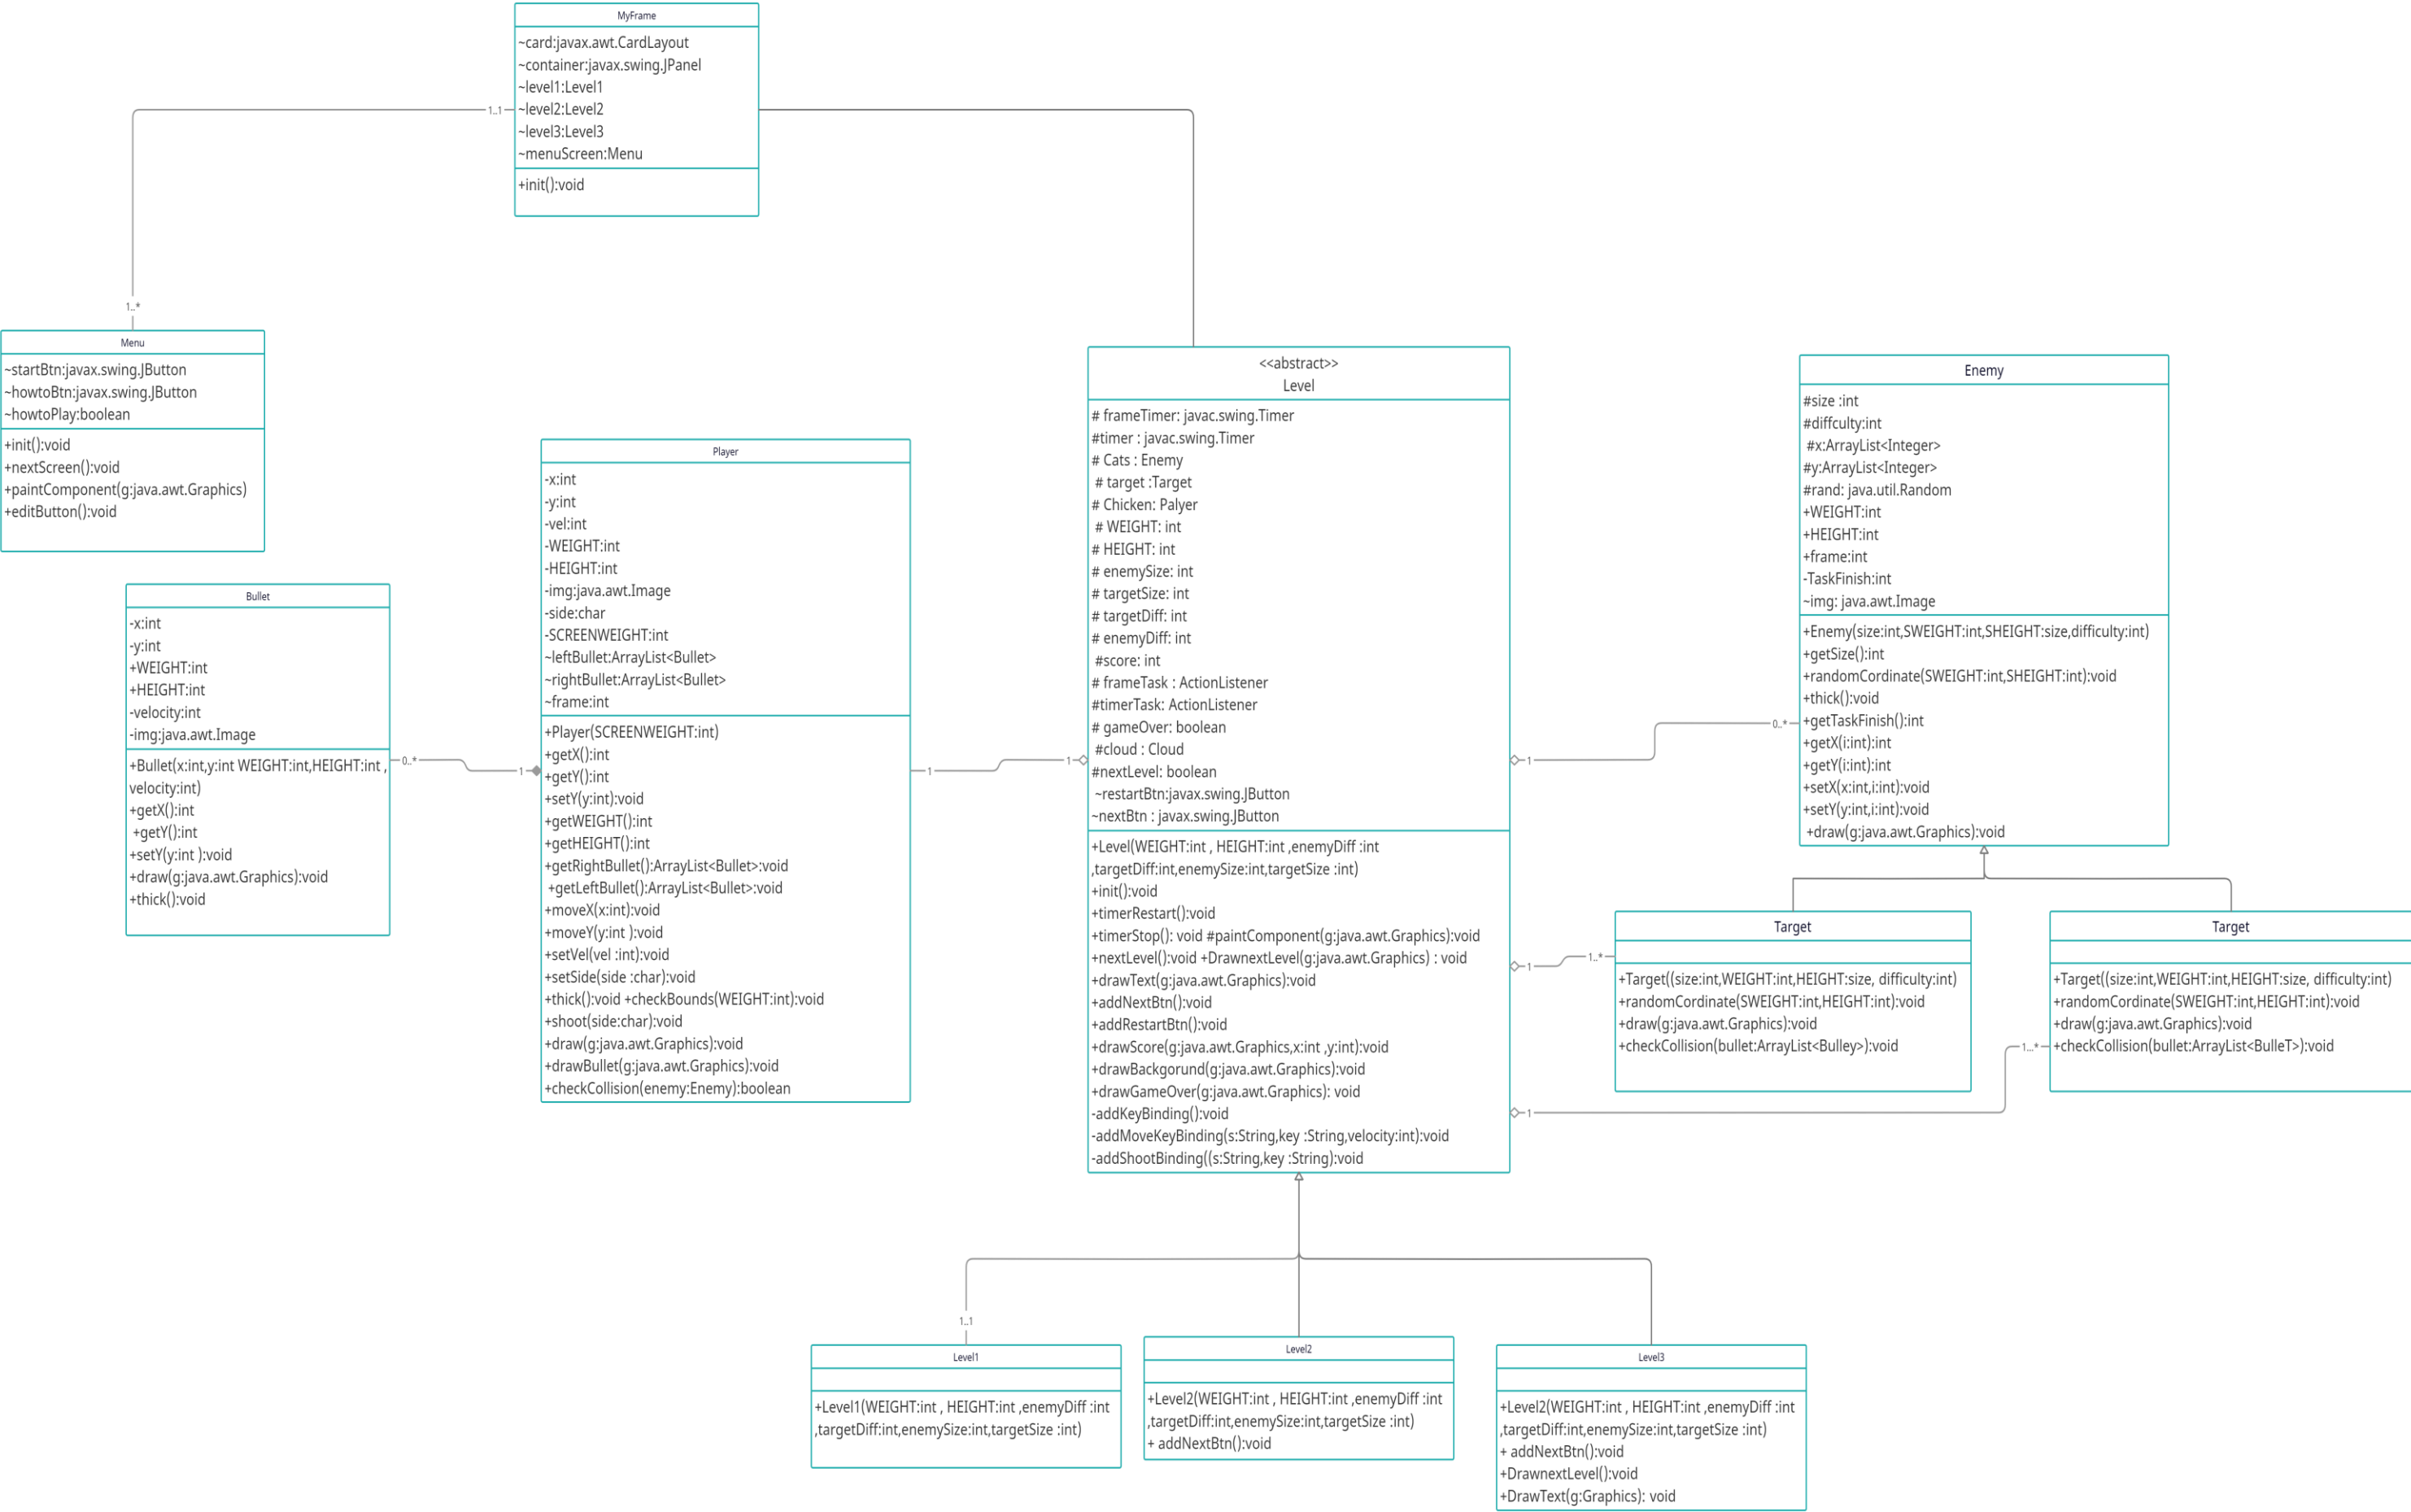 MyFrame
~card:javax.awt.CardLayout
~container:javax.swing.JPanel
~level1:Level1
~level2:Level2
~level3:Level3
~menuScreen:Menu
+init():void
1..1
1..*
Menu
~startBtn:javax.swing.JButton
~howtoBtn:javax.swing.JButton
~howtoPlay:boolean
+init():void
+nextScreen():void
+paintComponent(g:java.awt.Graphics)
+editButton():void
Bullet
-x:int
-y:int
+WEIGHT:int
+HEIGHT:int
-velocity:int
-img:java.awt.Image
+Bullet(x:int,y:int WEIGHT:int,HEIGHT:int ,
velocity:int)
+getX():int
+getY():int
+setY(y:int ):void
+draw(g:java.awt.Graphics):void
+thick():void
0..*
1
Player
-x:int
-y:int
-vel:int
-WEIGHT:int
-HEIGHT:int
-img:java.awt.Image
-side:char
-SCREENWEIGHT:int
~leftBullet:ArrayList<Bullet>
~rightBullet:ArrayList<Bullet>
~frame:int
+Player(SCREENWEIGHT:int)
+getX():int
+getY():int
+setY(y:int):void
+getWEIGHT():int
+getHEIGHT():int
+getRightBullet():ArrayList<Bullet>:void
+getLeftBullet():ArrayList<Bullet>:void
+moveX(x:int):void
+moveY(y:int ):void
+setVel(vel :int):void
+setSide(side :char):void
+thick():void +checkBounds(WEIGHT:int):void
+shoot(side:char):void
+draw(g:java.awt.Graphics):void
+drawBullet(g:java.awt.Graphics):void
+checkCollision(enemy:Enemy):boolean
1
1
<<abstract>>
Level
# frameTimer: javac.swing.Timer
#timer : javac.swing.Timer
# Cats : Enemy
# target :Target
# Chicken: Palyer
# WEIGHT: int
# HEIGHT: int
# enemySize: int
# targetSize: int
# targetDiff: int
# enemyDiff: int
#score: int
# frameTask : ActionListener
#timerTask: ActionListener
# gameOver: boolean
#cloud : Cloud
#nextLevel: boolean
~restartBtn:javax.swing.JButton
~nextBtn : javax.swing.JButton
+Level(WEIGHT:int , HEIGHT:int ,enemyDiff :int
,targetDiff:int,enemySize:int,targetSize :int)
+init():void
+timerRestart():void
+timerStop(): void #paintComponent(g:java.awt.Graphics):void
+nextLevel():void +DrawnextLevel(g:java.awt.Graphics) : void
+drawText(g:java.awt.Graphics):void
+addNextBtn():void
+addRestartBtn():void
+drawScore(g:java.awt.Graphics,x:int ,y:int):void
+drawBackgorund(g:java.awt.Graphics):void
+drawGameOver(g:java.awt.Graphics): void
-addKeyBinding():void
-addMoveKeyBinding(s:String,key :String,velocity:int):void
-addShootBinding((s:String,key :String):void
1
0..*
1
1..*
1
1...*
Enemy
#size :int
#diffculty:int
#x:ArrayList<Integer>
#y:ArrayList<Integer>
#rand: java.util.Random
+WEIGHT:int
+HEIGHT:int
+frame:int
-TaskFinish:int
~img: java.awt.Image
+Enemy(size:int,SWEIGHT:int,SHEIGHT:size,difficulty:int)
+getSize():int
+randomCordinate(SWEIGHT:int,SHEIGHT:int):void
+thick():void
+getTaskFinish():int
+getX(i:int):int
+getY(i:int):int
+setX(x:int,i:int):void
+setY(y:int,i:int):void
+draw(g:java.awt.Graphics):void
Target
+Target((size:int,WEIGHT:int,HEIGHT:size, difficulty:int)
+randomCordinate(SWEIGHT:int,HEIGHT:int):void
+draw(g:java.awt.Graphics):void
+checkCollision(bullet:ArrayList<Bulley>):void
Target
+Target((size:int,WEIGHT:int,HEIGHT:size, difficulty:int)
+randomCordinate(SWEIGHT:int,HEIGHT:int):void
+draw(g:java.awt.Graphics):void
+checkCollision(bullet:ArrayList<BulleT>):void
1..1
Level1
+Level1(WEIGHT:int , HEIGHT:int ,enemyDiff :int
,targetDiff:int,enemySize:int,targetSize :int)
Level2
+Level2(WEIGHT:int , HEIGHT:int ,enemyDiff :int
,targetDiff:int,enemySize:int,targetSize :int)
+ addNextBtn():void
Level3
+Level2(WEIGHT:int , HEIGHT:int ,enemyDiff :int
,targetDiff:int,enemySize:int,targetSize :int)
+ addNextBtn():void
+DrawnextLevel():void
+DrawText(g:Graphics): void